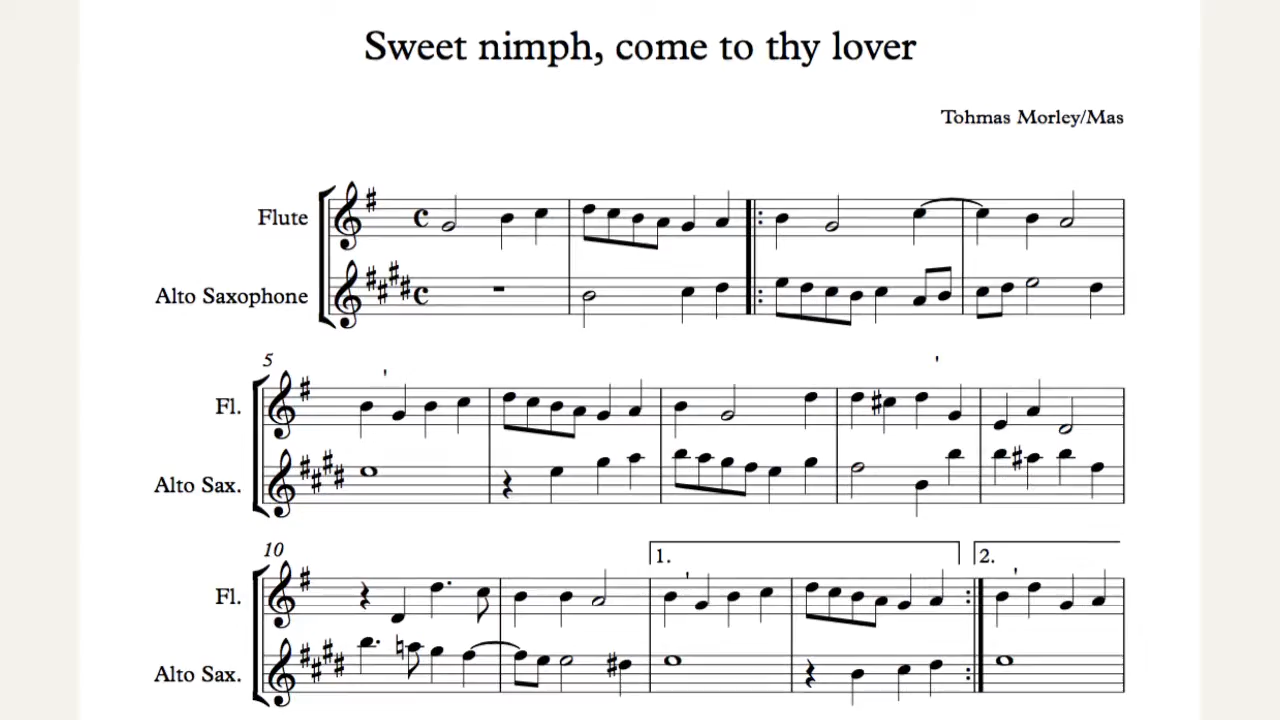 Sweet nimph, come to thy lover
Tohmas Morley/Mas
Flute
Alto Saxophone
5
Fl.
Alto Sax.
10
1.
2.
Fl.
Alto Sax.